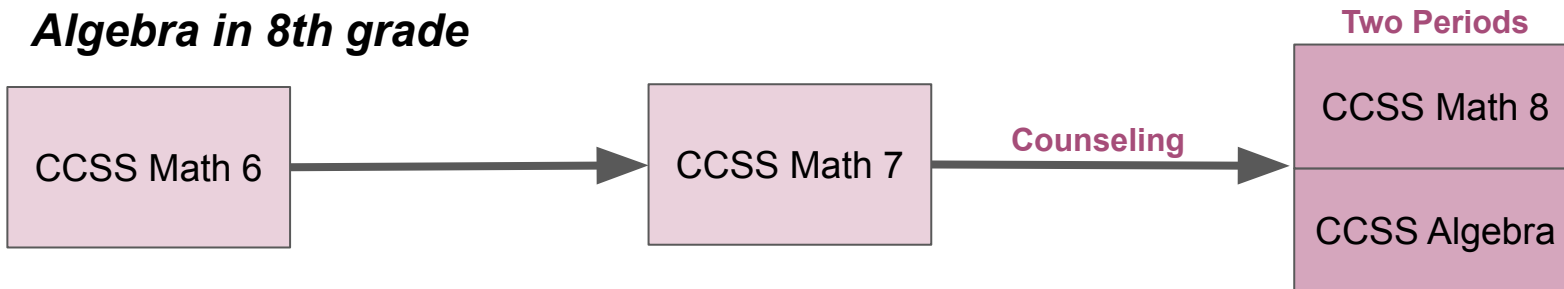 Algebra in 8th grade
Two Periods
CCSS Math 6
CCSS Math 7
Counseling
CCSS Math 8
CCSS Algebra